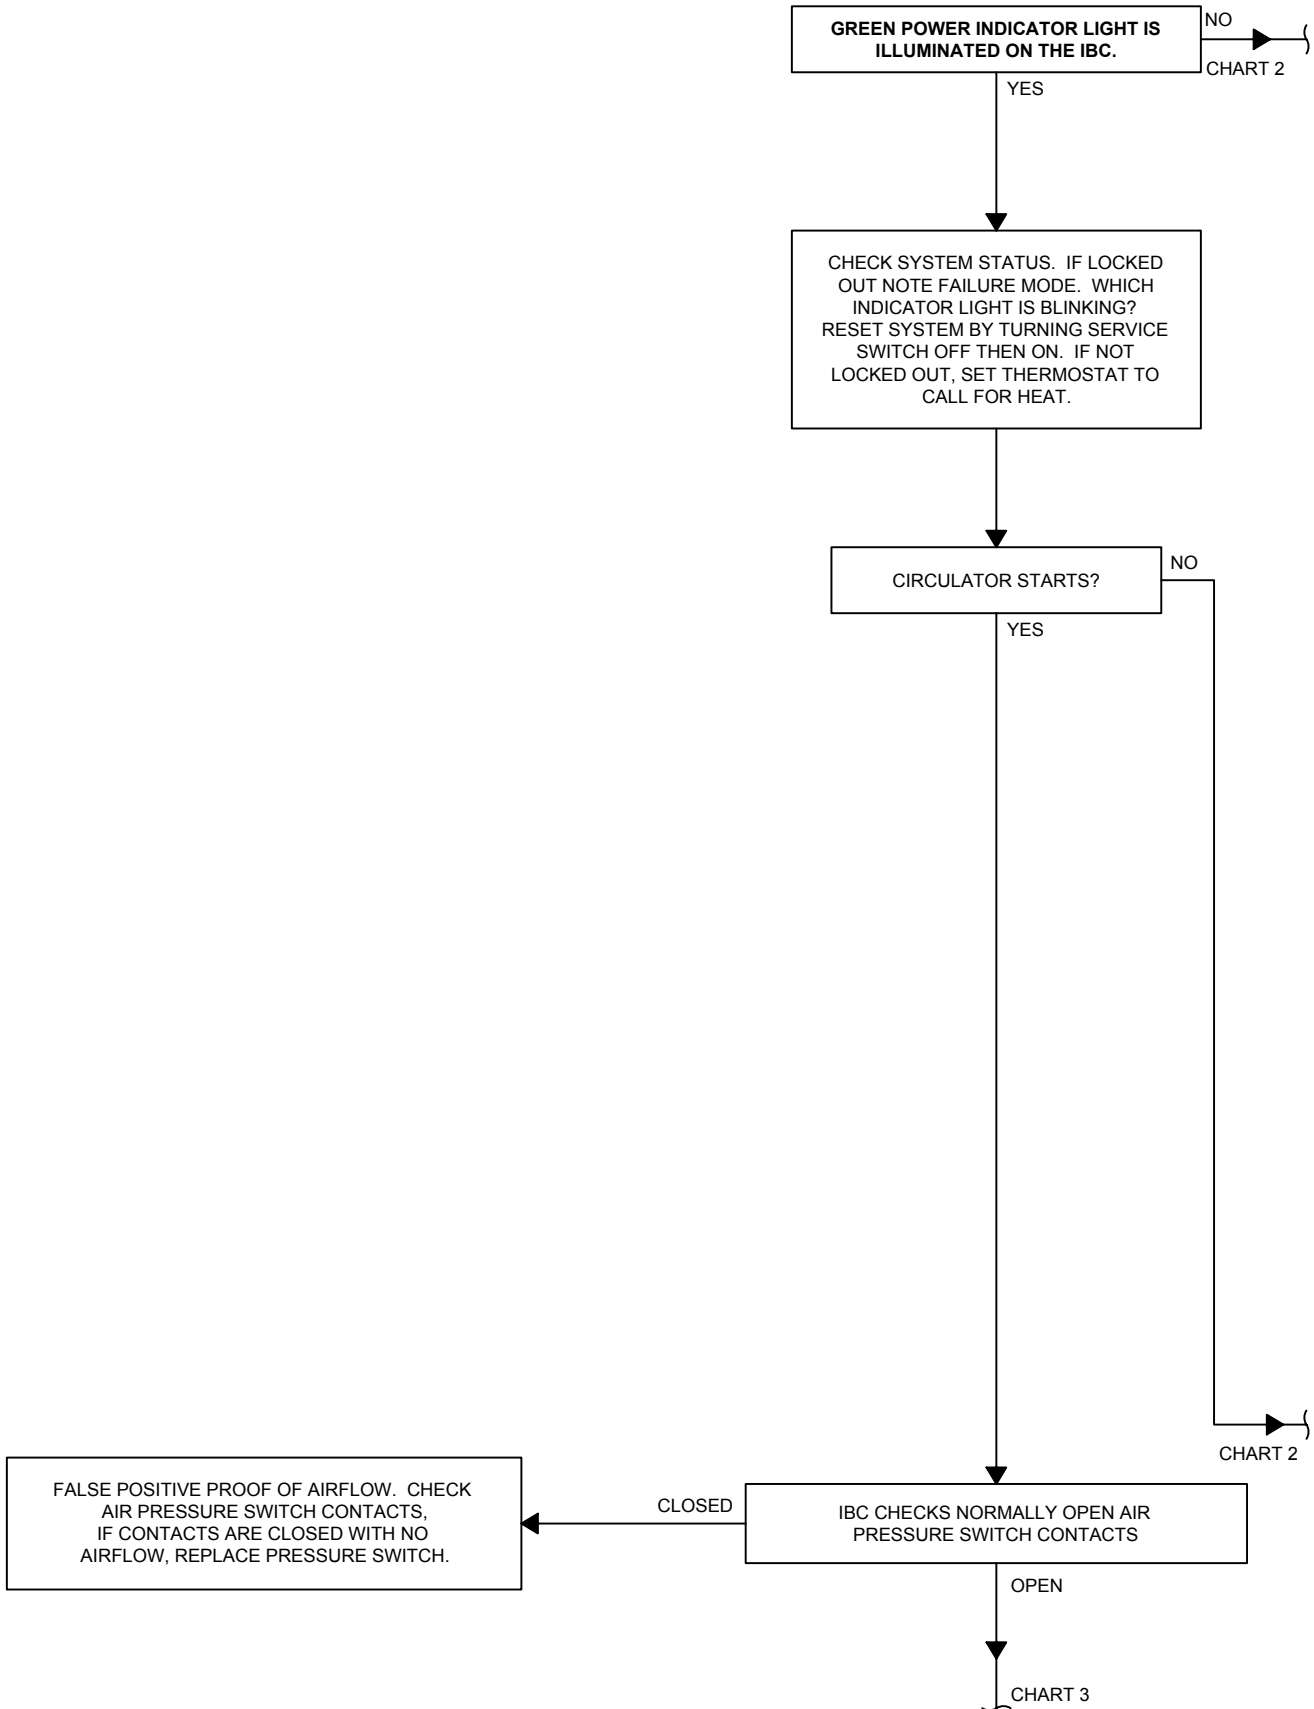 GREEN POWER INDICATOR LIGHT IS
ILLUMINATED ON THE IBC.
NO
CHART 2
YES
CHECK SYSTEM STATUS.  IF LOCKED
OUT NOTE FAILURE MODE.  WHICH
INDICATOR LIGHT IS BLINKING?
RESET SYSTEM BY TURNING SERVICE
SWITCH OFF THEN ON.  IF NOT
LOCKED OUT, SET THERMOSTAT TO
CALL FOR HEAT.
CIRCULATOR STARTS?
NO
YES
CHART 2
FALSE POSITIVE PROOF OF AIRFLOW.  CHECK
AIR PRESSURE SWITCH CONTACTS,
IF CONTACTS ARE CLOSED WITH NO
AIRFLOW, REPLACE PRESSURE SWITCH.
CLOSED
IBC CHECKS NORMALLY OPEN AIR
PRESSURE SWITCH CONTACTS
OPEN
CHART 3